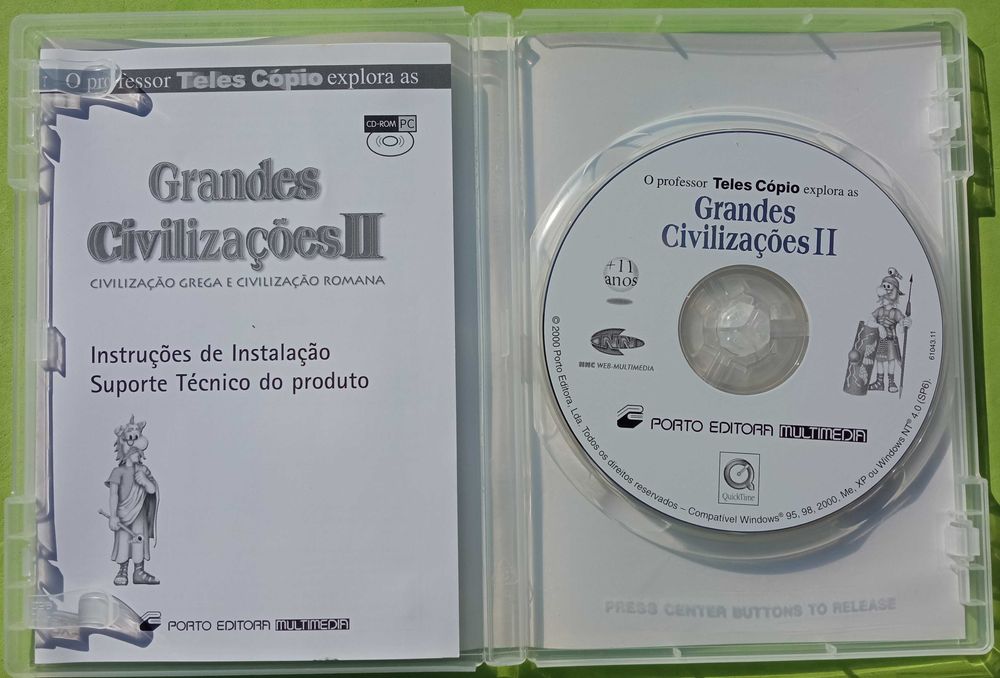 O professor Teles Cópio explora as
CD-ROM PC
Grandes
Civilizações II
CIVILIZAÇÃO GREGA E CIVILIZAÇÃO ROMANA
Instruções de Instalação
Suporte Técnico do produto
PORTO EDITORA MULTIMEDIA
O professor Teles Cópio explora as
Grandes
Civilizações II
+11
anos
NNC WEB-MULTIMEDIA
61043.11
PORTO EDITORA MULTIMEDIA
QuickTime
© 2000 Porto Editora, Lda. Todos os direitos reservados – Compatível Windows® 95, 98, 2000, Me, XP ou Windows NT® 4.0 (SP6).
PRESS CENTER BUTTONS TO RELEASE